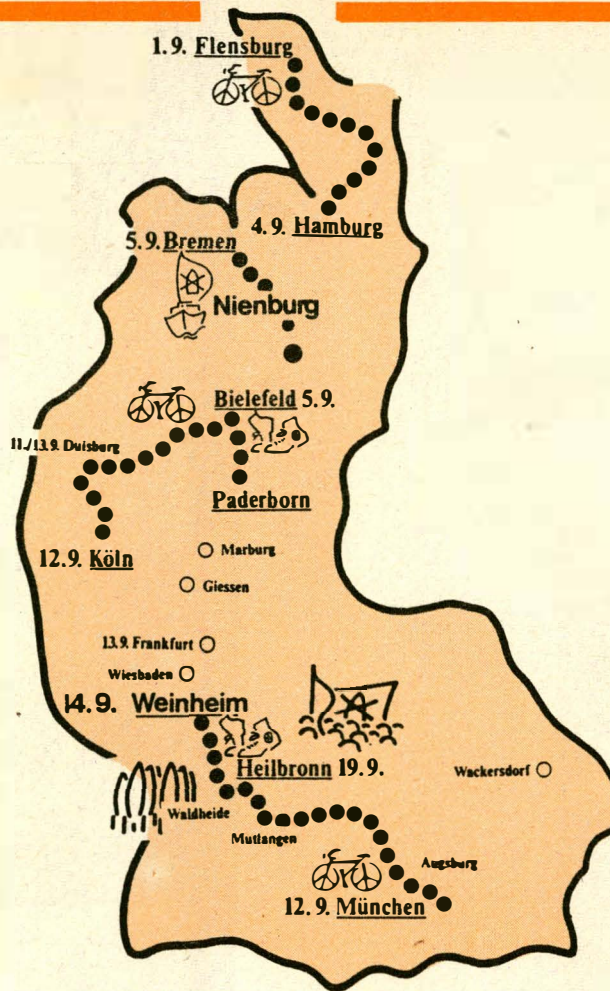 1.9. Flensburg
4.9. Hamburg
5.9. Bremen
Nienburg
Bielefeld 5.9.
11./13.9. Duisburg
Paderborn
12.9. Köln
Marburg
Giessen
13.9. Frankfurt
Wiesbaden
14.9. Weinheim
Heilbronn 19.9.
Wackersdorf
Waldheide
Mutlangen
Augsburg
12.9. München